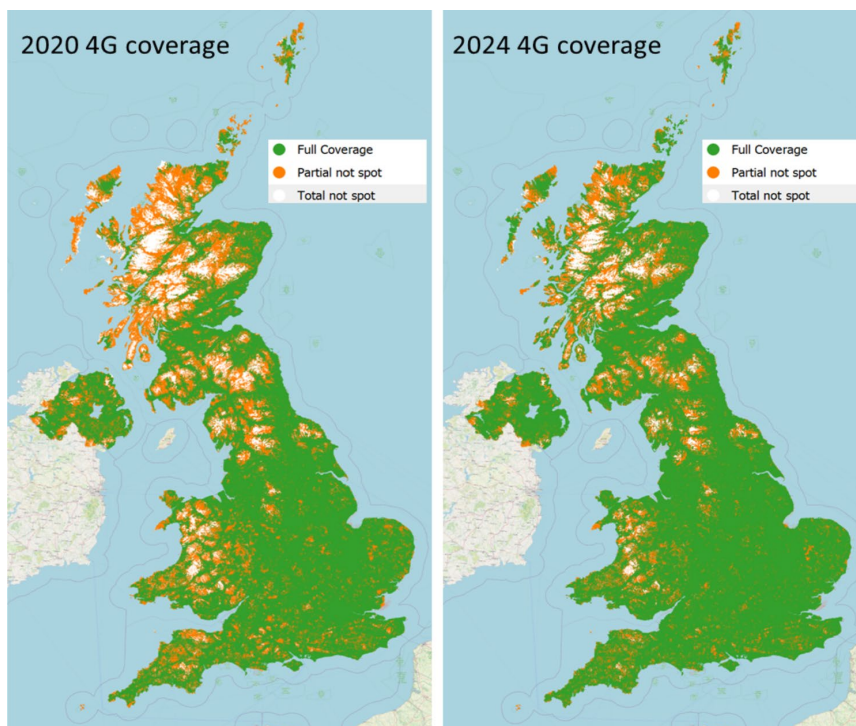 2020 4G coverage
Full Coverage
Partial not spot
Total not spot
2024 4G coverage
Full Coverage
Partial not spot
Total not spot